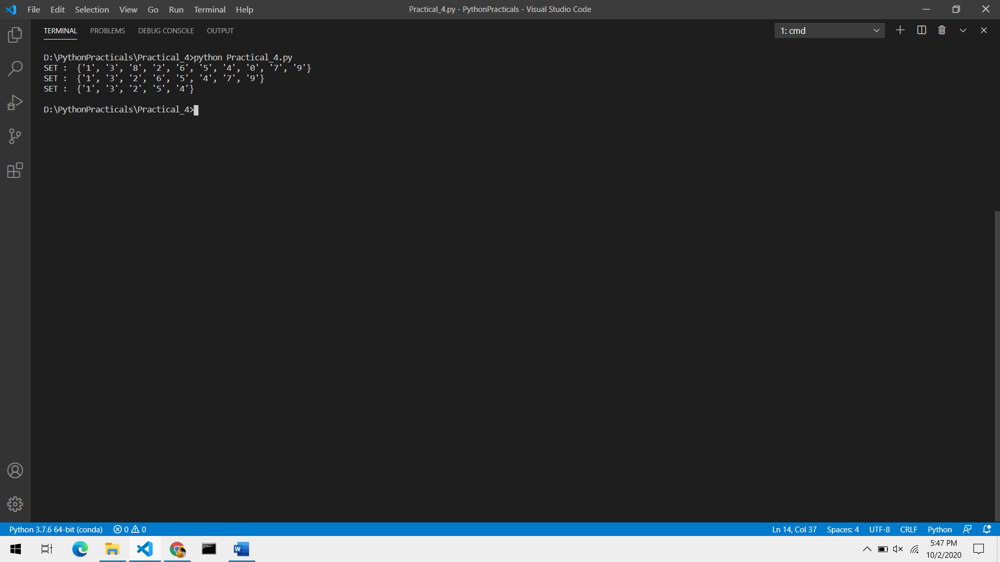 File Edit Selection View Go Run Terminal Help
Practical_4.py - PythonPracticals - Visual Studio Code
TERMINAL PROBLEMS DEBUG CONSOLE OUTPUT
1: cmd
D:\PythonPracticals\Practical_4>python Practical_4.py
SET :  {'1', '3', '8', '2', '6', '5', '4', '0', '7', '9'}
SET :  {'1', '3', '2', '6', '5', '4', '7', '9'}
SET :  {'1', '3', '2', '5', '4'}
D:\PythonPracticals\Practical_4>
Python 3.7.6 64-bit (conda) 0 0 Ln 14, Col 37 Spaces: 4 UTF-8 CRLF Python
5:47 PM
10/2/2020